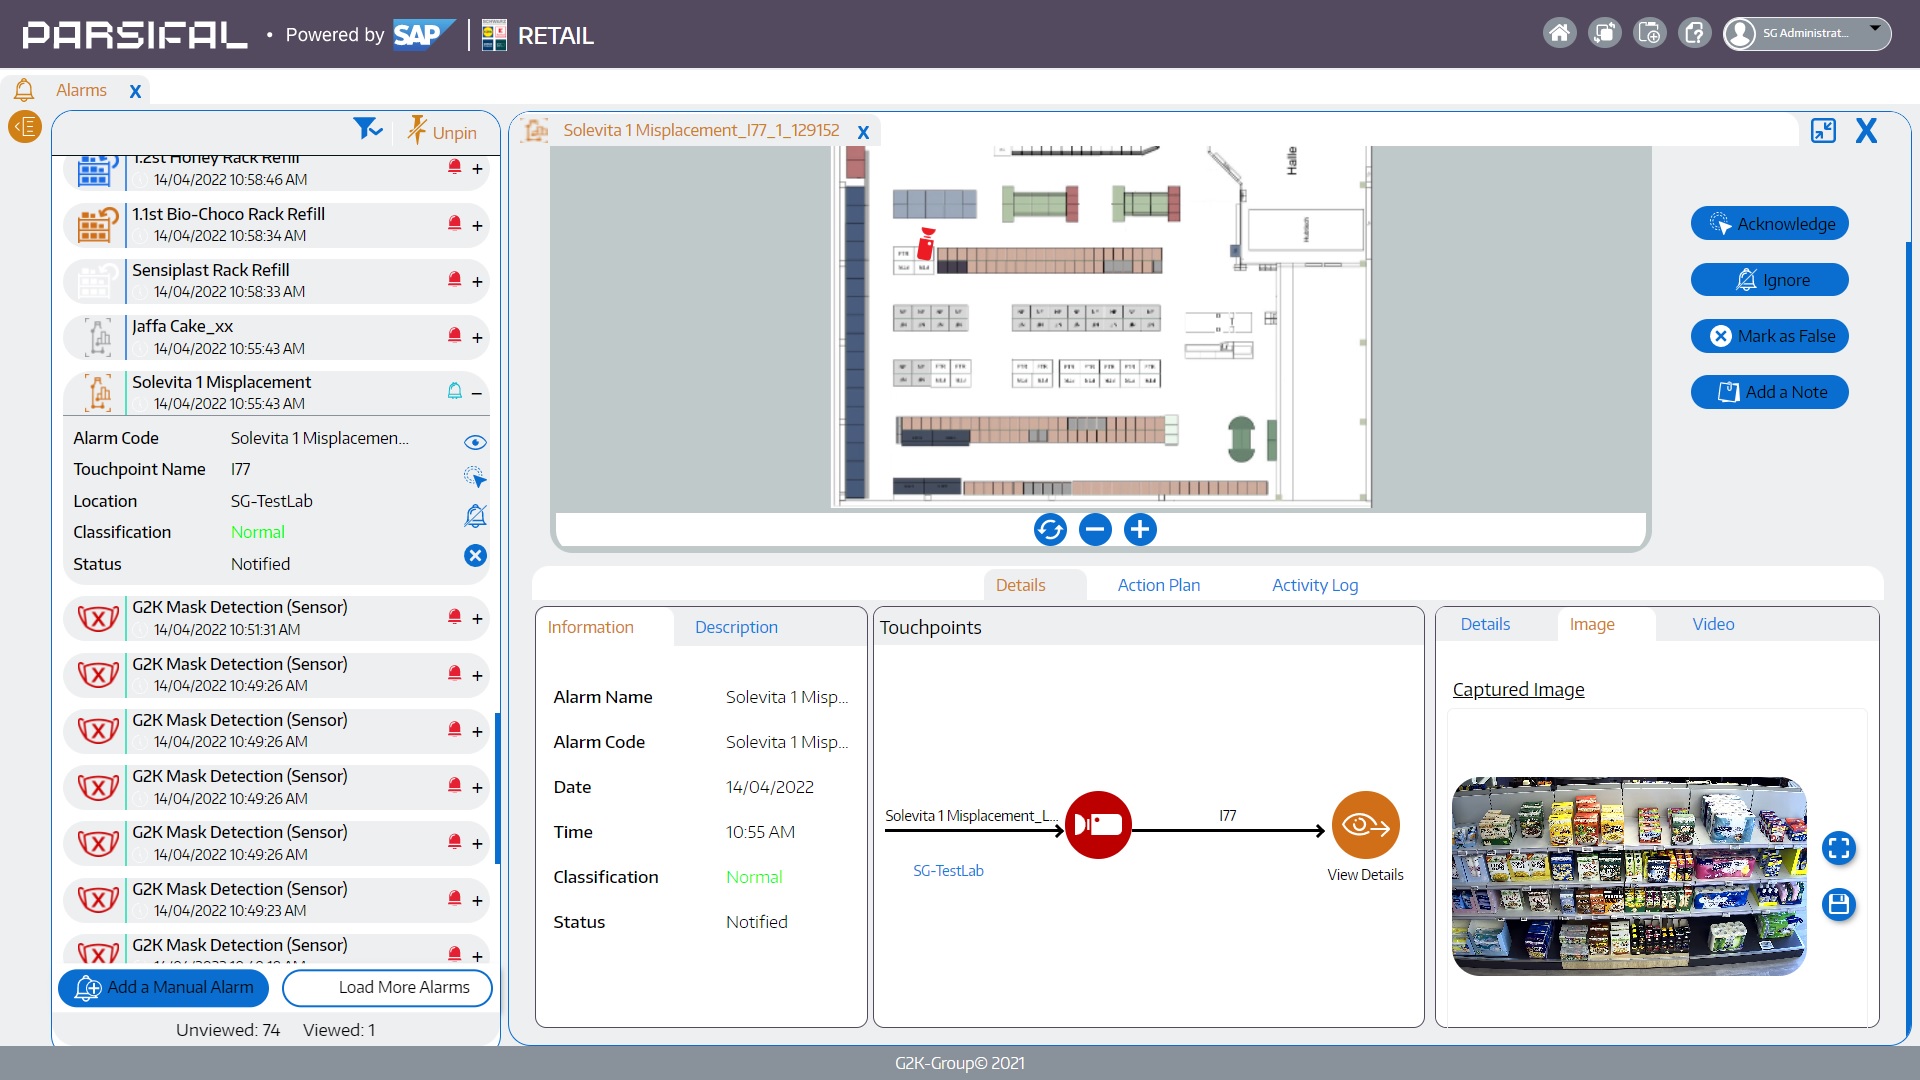 PARSIFAL • Powered by SAP RETAIL
SG Administrat...
Alarms X
Unpin
1.2st Honey Rack Refill
14/04/2022 10:58:46 AM
1.1st Bio-Choco Rack Refill
14/04/2022 10:58:34 AM
Sensiplast Rack Refill
14/04/2022 10:58:33 AM
Jaffa Cake_xx
14/04/2022 10:55:43 AM
Solevita 1 Misplacement
14/04/2022 10:55:43 AM
Alarm Code Solevita 1 Misplacemen...
Touchpoint Name I77
Location SG-TestLab
Classification Normal
Status Notified
G2K Mask Detection (Sensor)
14/04/2022 10:51:31 AM
G2K Mask Detection (Sensor)
14/04/2022 10:49:26 AM
G2K Mask Detection (Sensor)
14/04/2022 10:49:26 AM
G2K Mask Detection (Sensor)
14/04/2022 10:49:26 AM
G2K Mask Detection (Sensor)
14/04/2022 10:49:26 AM
G2K Mask Detection (Sensor)
14/04/2022 10:49:23 AM
G2K Mask Detection (Sensor)
Add a Manual Alarm
Load More Alarms
Unviewed: 74 Viewed: 1
Solevita 1 Misplacement_I77_1_129152 X
X
Halle
Acknowledge
Ignore
Mark as False
Add a Note
Details Action Plan Activity Log
Information Description
Alarm Name Solevita 1 Misp...
Alarm Code Solevita 1 Misp...
Date 14/04/2022
Time 10:55 AM
Classification Normal
Status Notified
Touchpoints
Solevita 1 Misplacement_L...
SG-TestLab
I77
View Details
Details Image Video
Captured Image
G2K-Group© 2021